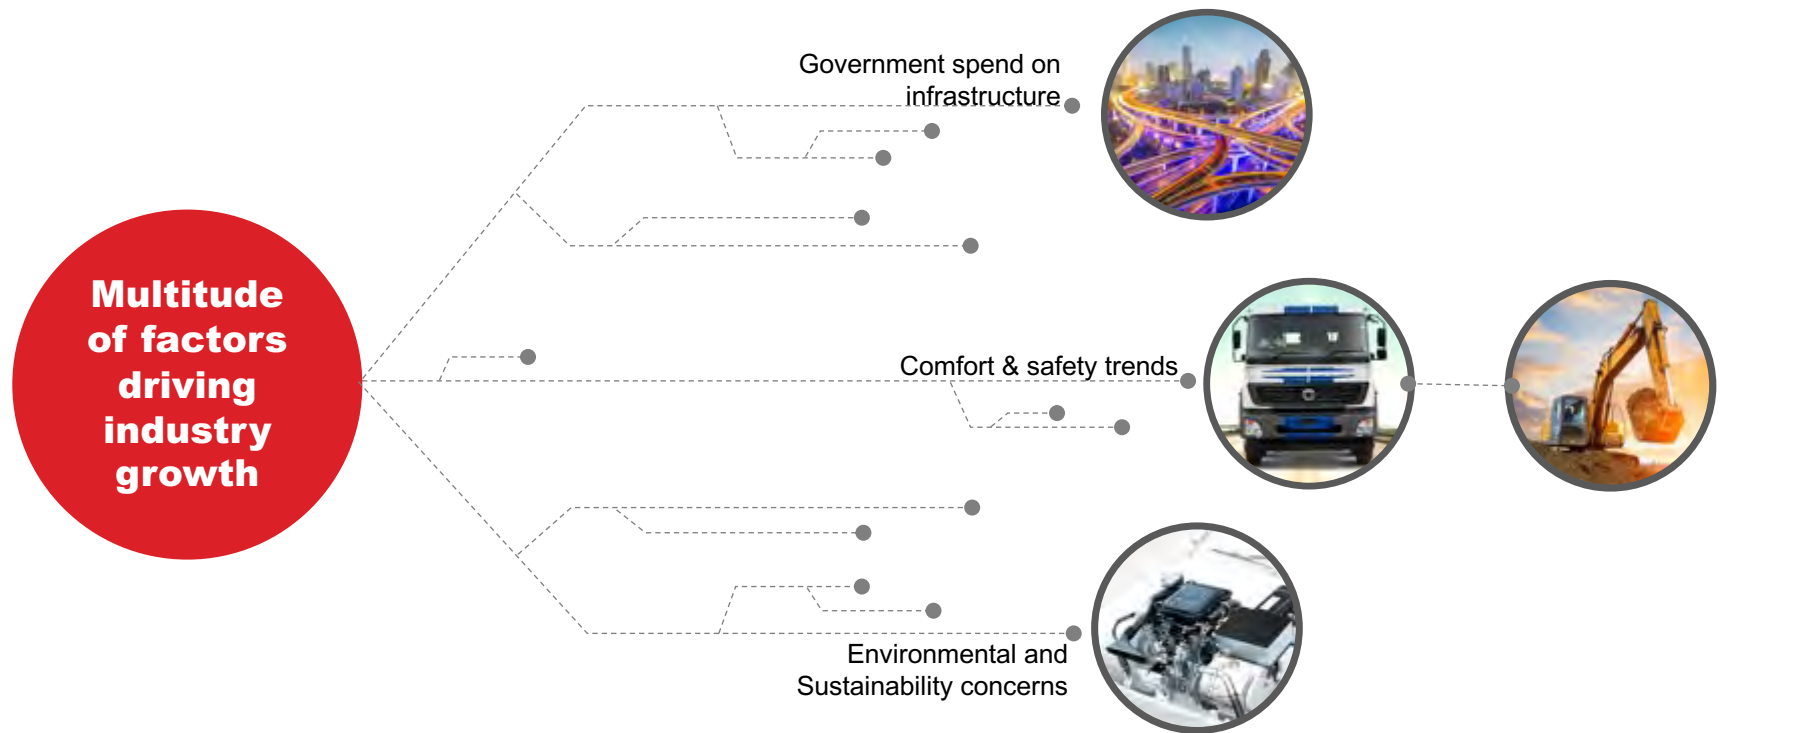 Government spend on
infrastructure
Multitude
of factors
driving
industry
growth
Comfort & safety trends
Environmental and
Sustainability concerns